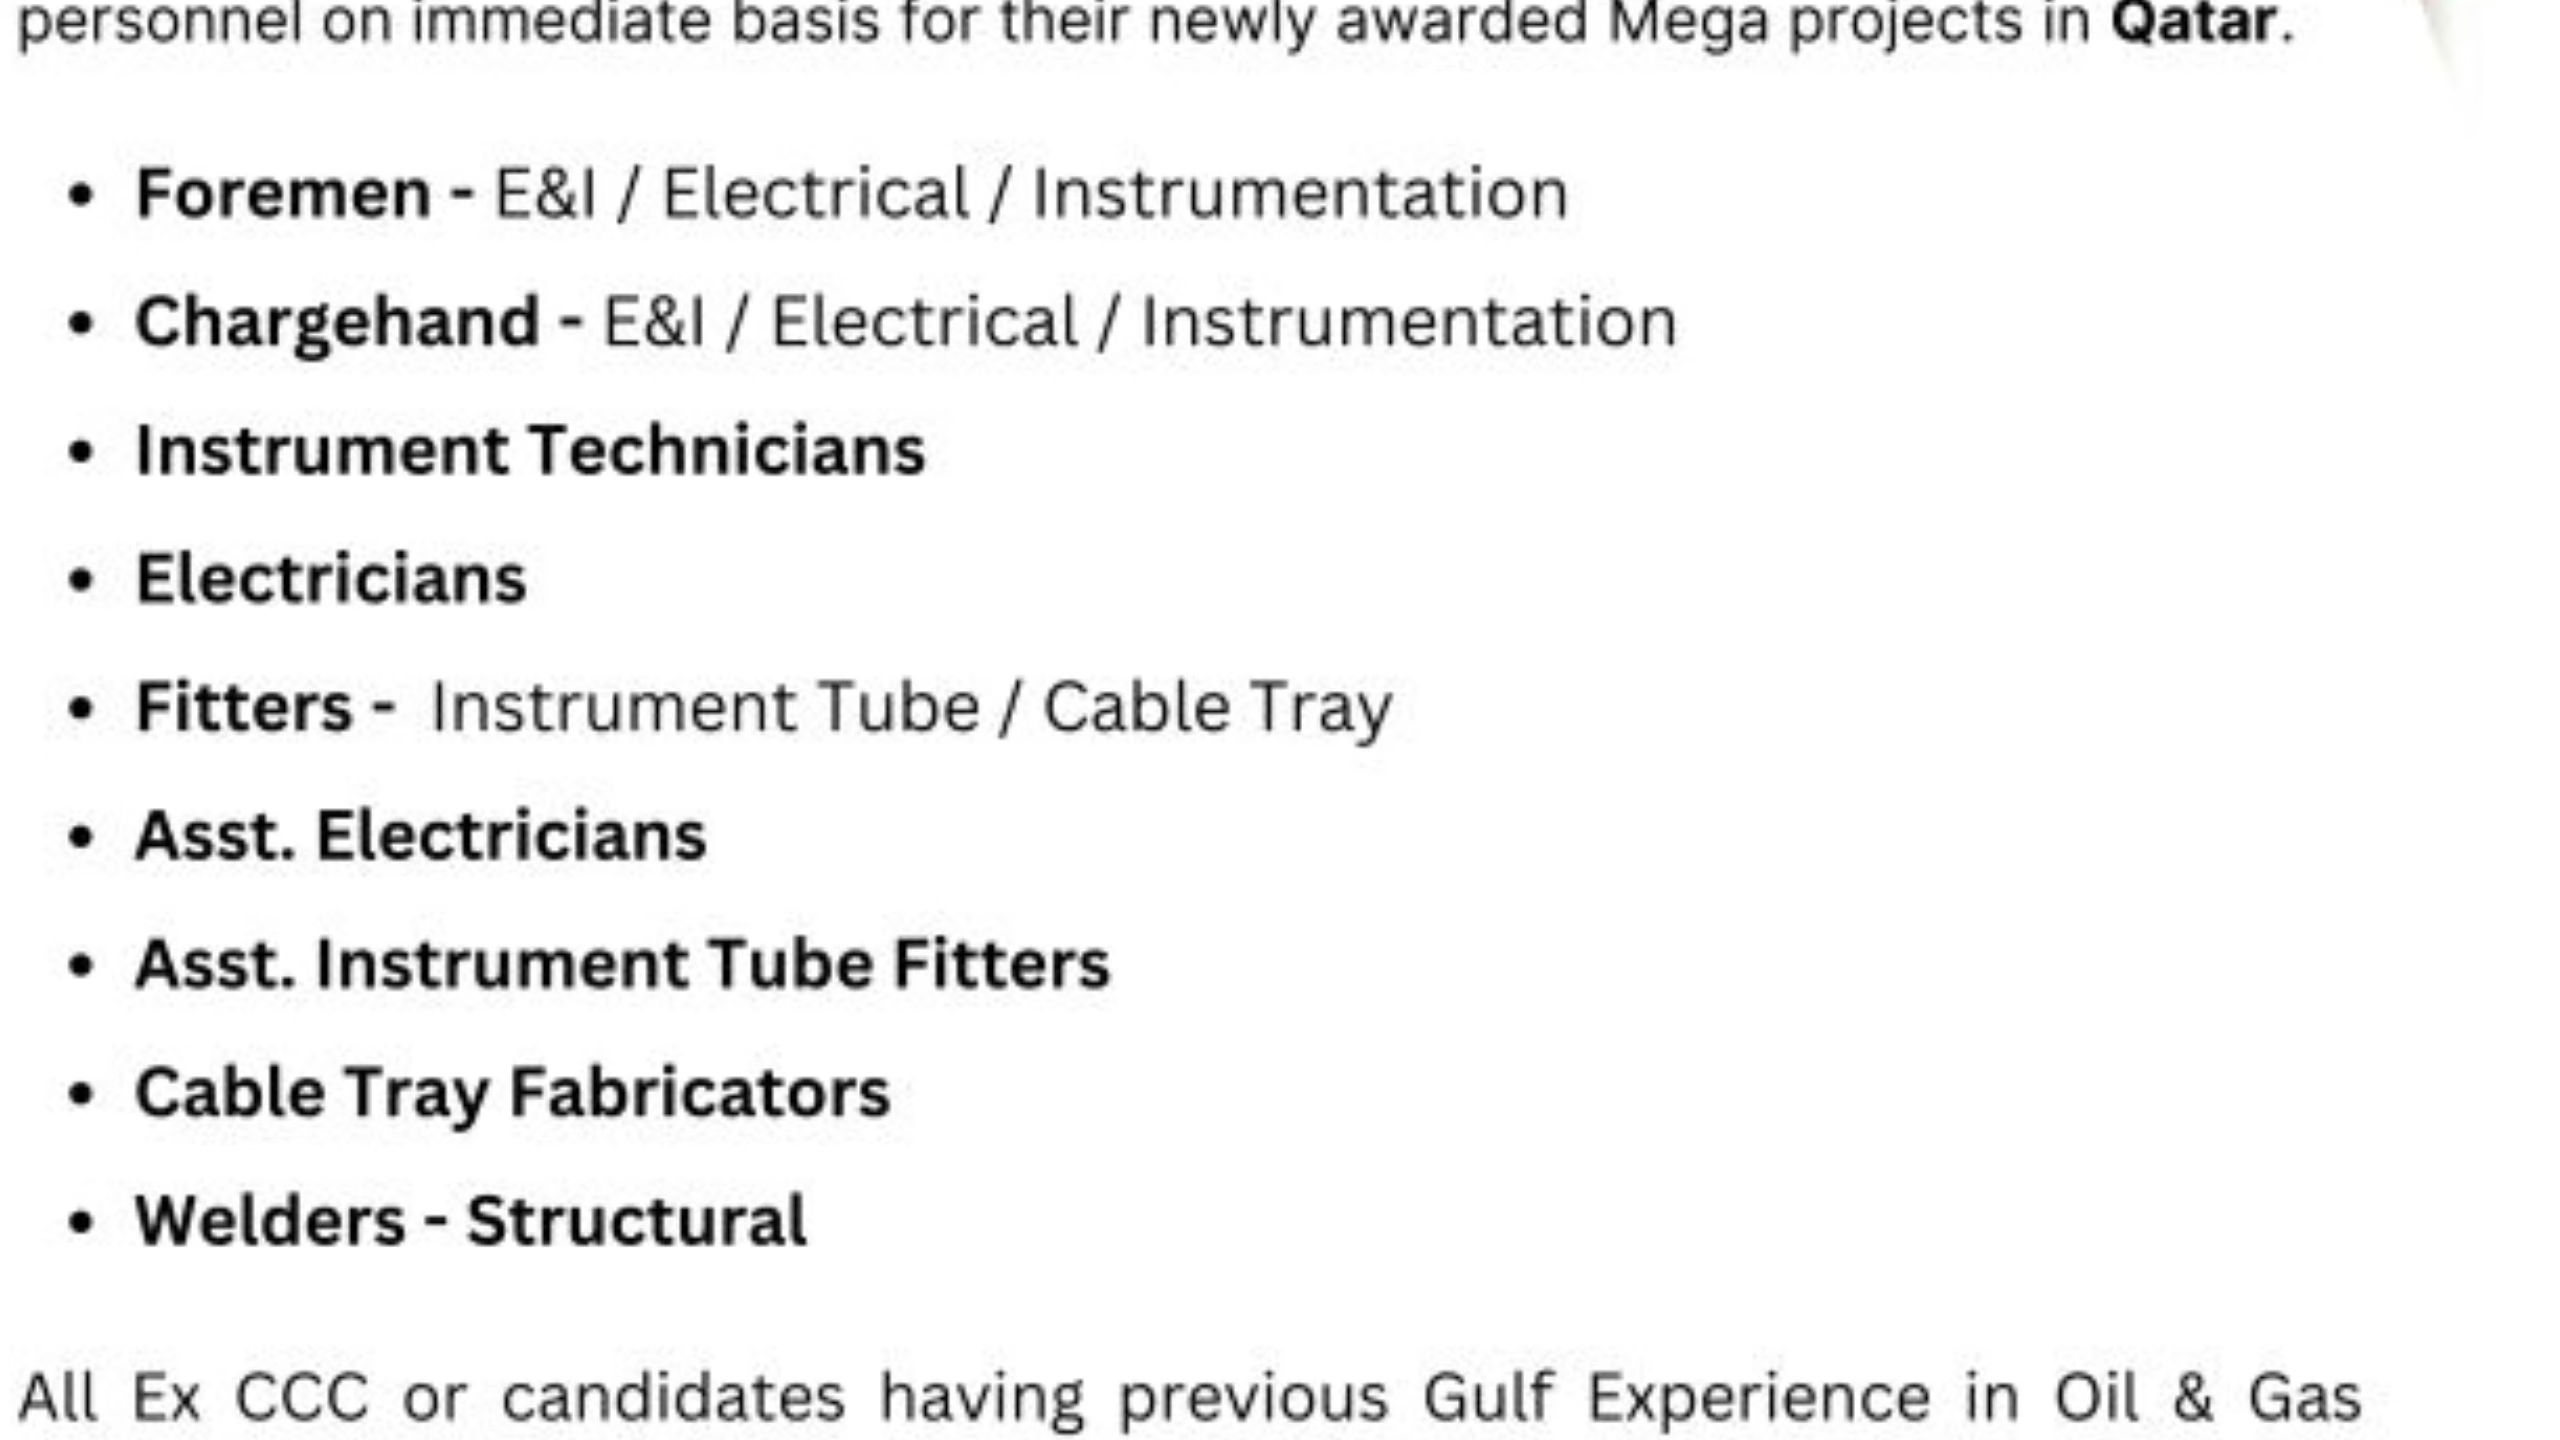 personnel on immediate basis for their newly awarded Mega projects in Qatar.
• Foremen - E&I / Electrical / Instrumentation
• Chargehand - E&I / Electrical / Instrumentation
• Instrument Technicians
• Electricians
• Fitters - Instrument Tube / Cable Tray
• Asst. Electricians
• Asst. Instrument Tube Fitters
• Cable Tray Fabricators
• Welders - Structural
All Ex CCC or candidates having previous Gulf Experience in Oil & Gas